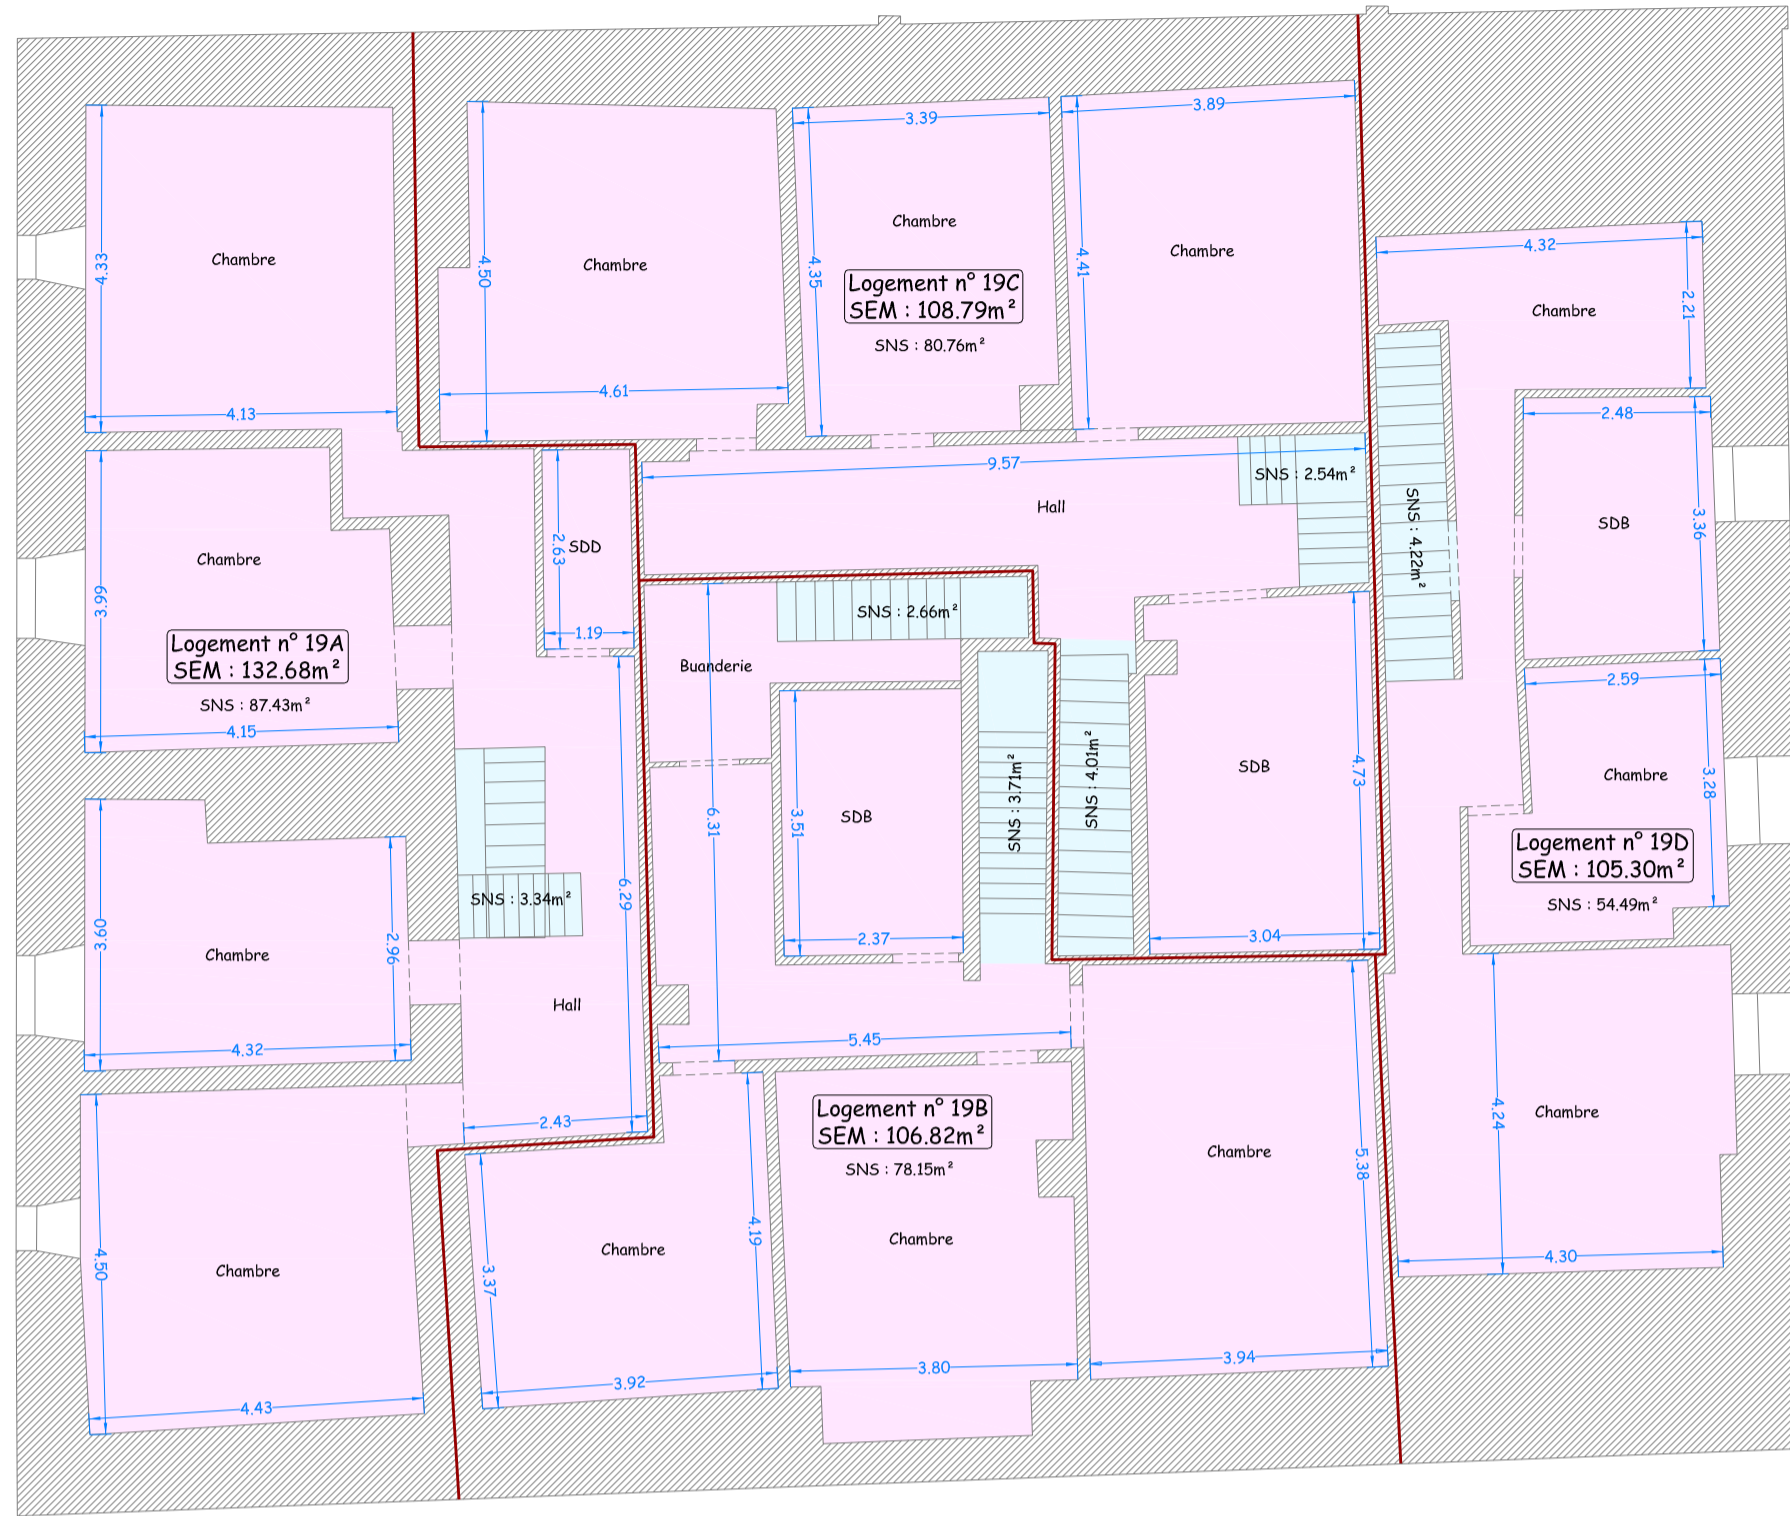 3.89
3.39
4.33
Chambre
Chambre
4.50
4.35
Chambre
Logement n° 19C
SEM : 108.79m²
SNS : 80.76m²
4.41
Chambre
4.32
2.21
Chambre
4.13
4.61
2.48
9.57
SNS : 2.54m²
Hall
SNS : 4.22m²
SDB
3.36
3.99
Chambre
2.63
SDD
1.19
Logement n° 19A
SEM : 132.68m²
SNS : 87.43m²
4.15
SNS : 2.66m²
Buanderie
2.59
6.31
3.51
SDB
SNS : 3.71m²
SNS : 4.01m²
SDB
4.73
Chambre
3.28
Logement n° 19D
SEM : 105.30m²
SNS : 54.49m²
SNS : 3.34m²
6.29
3.60
Chambre
2.96
2.37
3.04
Hall
4.32
5.45
2.43
Logement n° 19B
SEM : 106.82m²
SNS : 78.15m²
4.24
Chambre
Chambre
5.38
4.50
Chambre
3.37
Chambre
4.19
Chambre
4.30
4.43
3.92
3.80
3.94